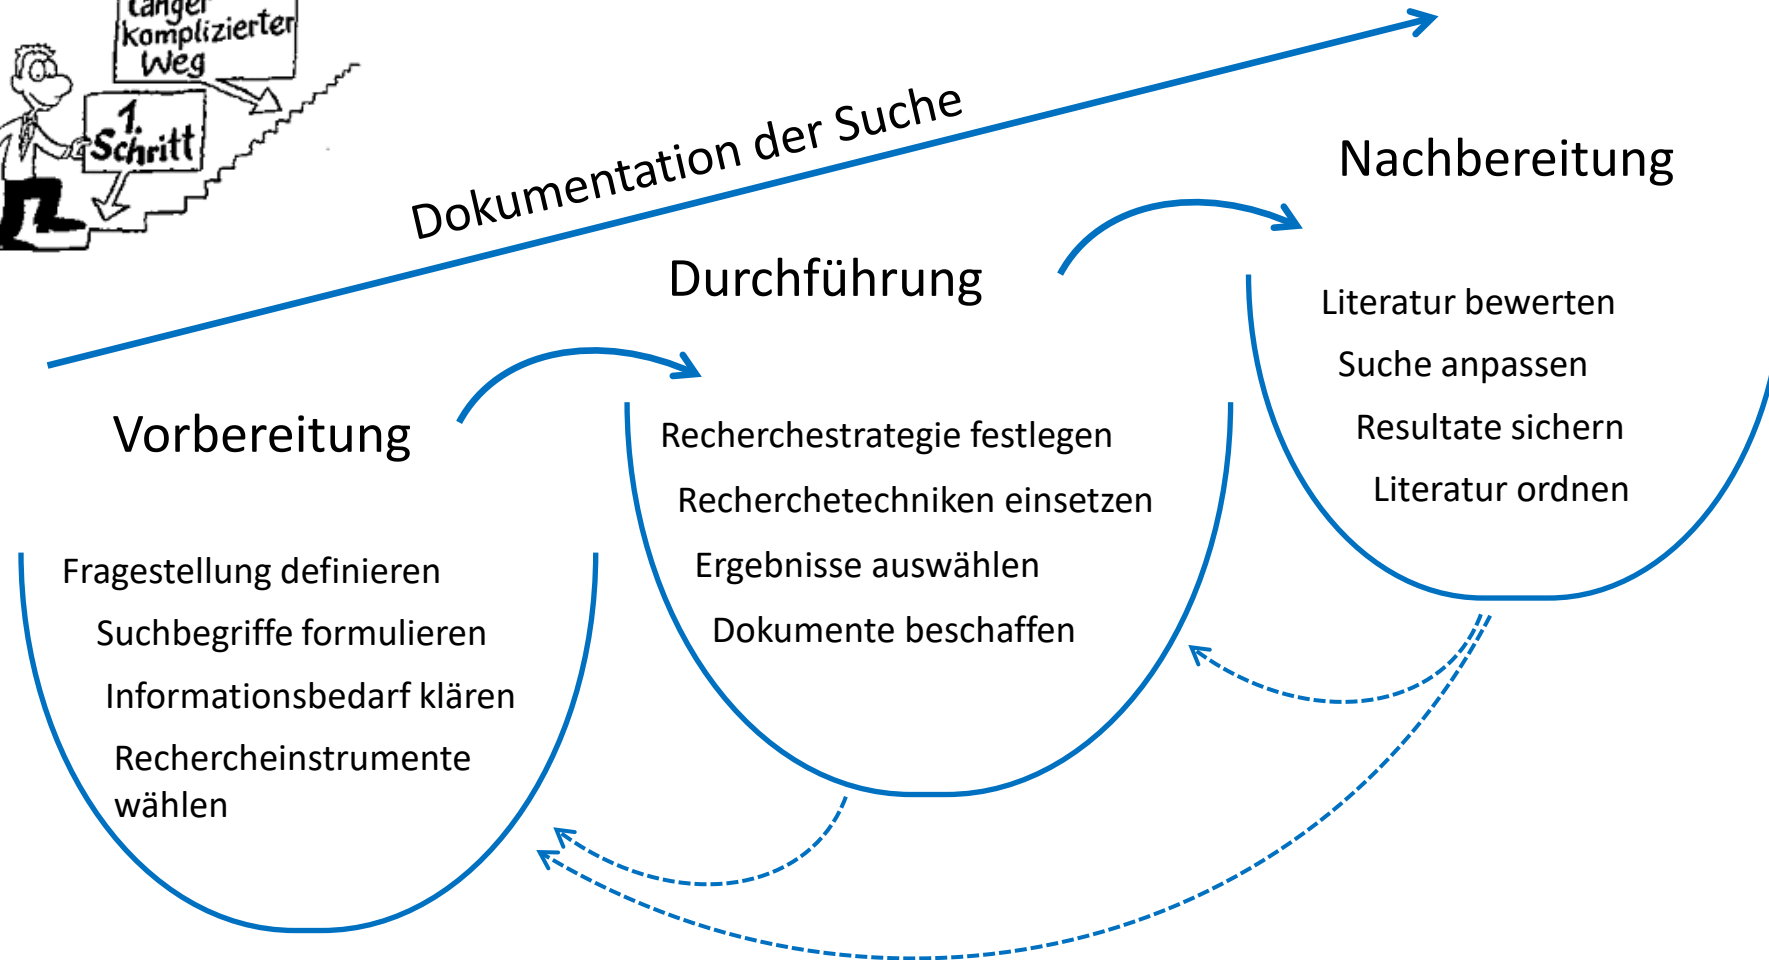 Langer
komplizierter
Weg
1.
Schritt
Dokumentation der Suche
Vorbereitung
Fragestellung definieren
Suchbegriffe formulieren
Informationsbedarf klären
Rechercheinstrumente
wählen
Durchführung
Recherchestrategie festlegen
Recherchetechniken einsetzen
Ergebnisse auswählen
Dokumente beschaffen
Nachbereitung
Literatur bewerten
Suche anpassen
Resultate sichern
Literatur ordnen